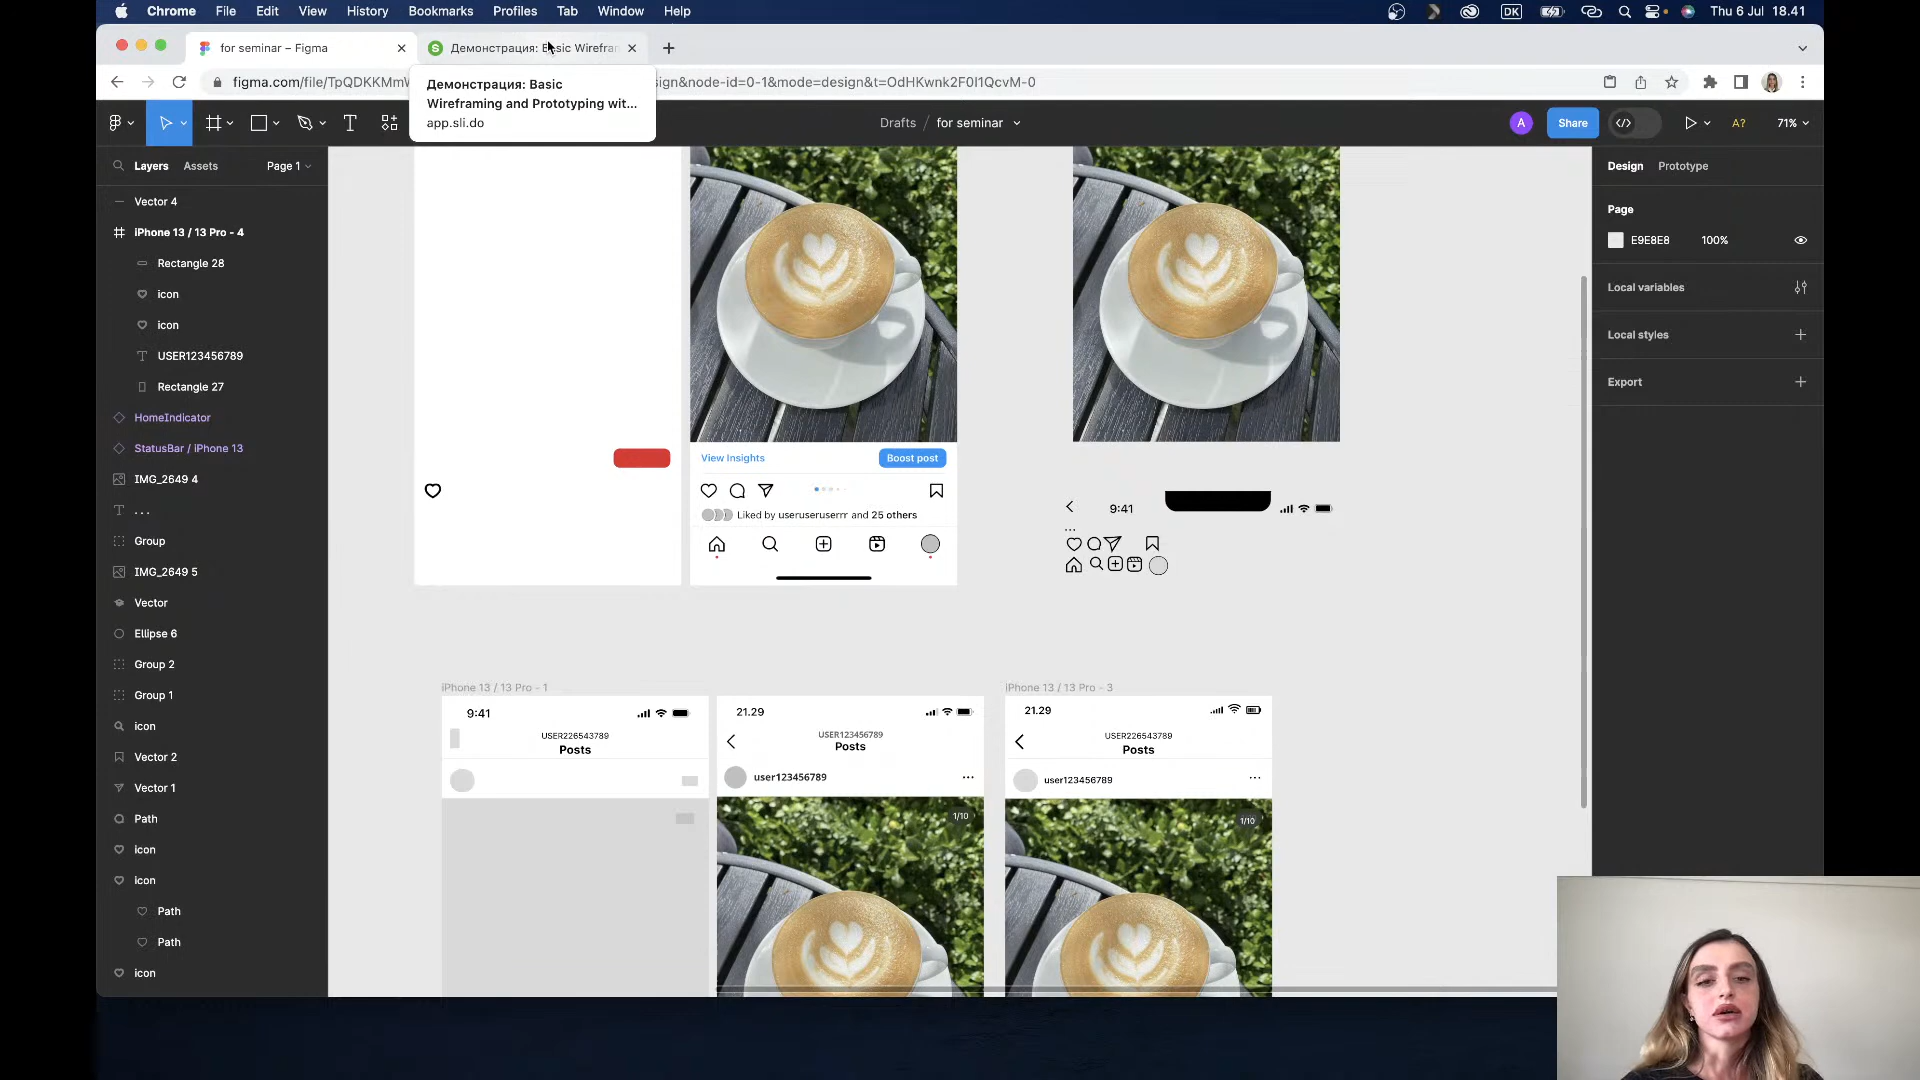 Chrome File Edit View History Bookmarks Profiles Tab Window Help DK Thu 6 Jul 18.41
for seminar – Figma
S Демонстрация: Basic Wirefra
figma.com/file/TpQDKKMm
sign&node-id=0-1&mode=design&t=OdHKwnk2F0I1QcvM-0
Демонстрация: Basic
Wireframing and Prototyping wit...
app.sli.do
Drafts / for seminar
A
Share
A?
71%
Layers Assets Page 1
Vector 4
iPhone 13 / 13 Pro - 4
Rectangle 28
icon
icon
USER123456789
Rectangle 27
HomeIndicator
StatusBar / iPhone 13
IMG_2649 4
. . .
Group
IMG_2649 5
Vector
Ellipse 6
Group 2
Group 1
icon
Vector 2
Vector 1
Path
icon
icon
Path
Path
icon
View Insights Boost post
Liked by useruseruserrr and 25 others
9:41
...
iPhone 13 / 13 Pro - 1
9:41
USER226543789
Posts
21.29
USER123456789
Posts
user123456789 ...
1/10
iPhone 13 / 13 Pro - 3
21.29
USER226543789
Posts
user123456789 ...
1/10
Design Prototype
Page
E9E8E8 100%
Local variables
Local styles
Export